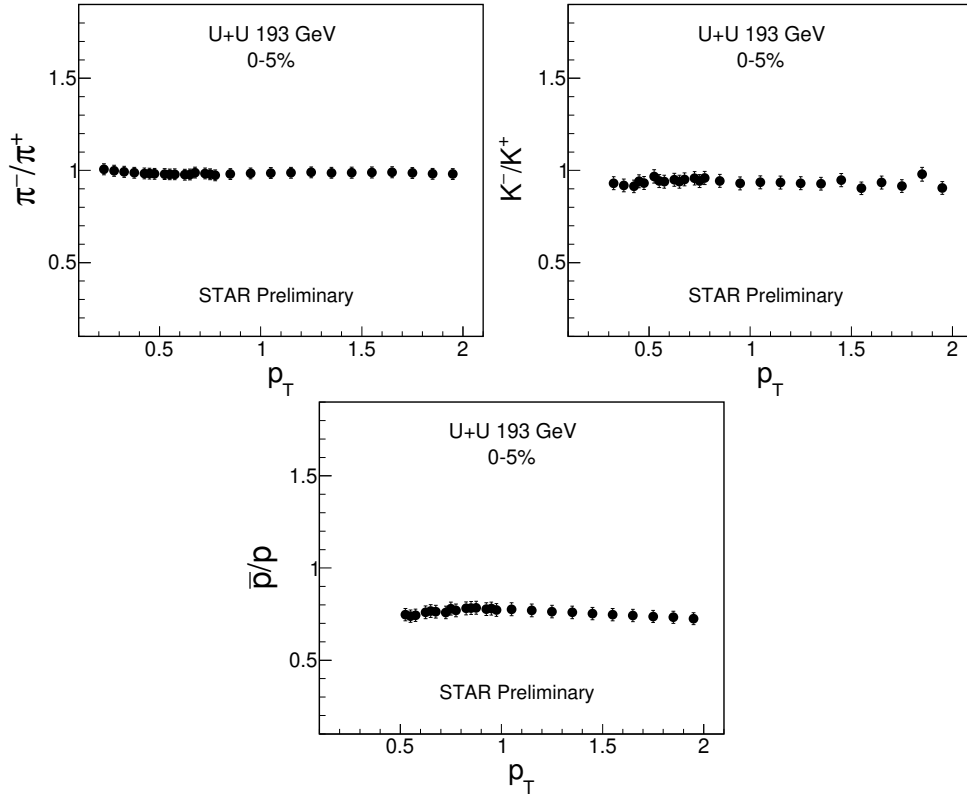 U+U 193 GeV
0-5%
π⁻/π⁺
1.5
1
0.5
STAR Preliminary
0.5 1 1.5 2
p_T
U+U 193 GeV
0-5%
K⁻/K⁺
1.5
1
0.5
STAR Preliminary
0.5 1 1.5 2
p_T
U+U 193 GeV
0-5%
p̅/p
1.5
1
0.5
STAR Preliminary
0.5 1 1.5 2
p_T